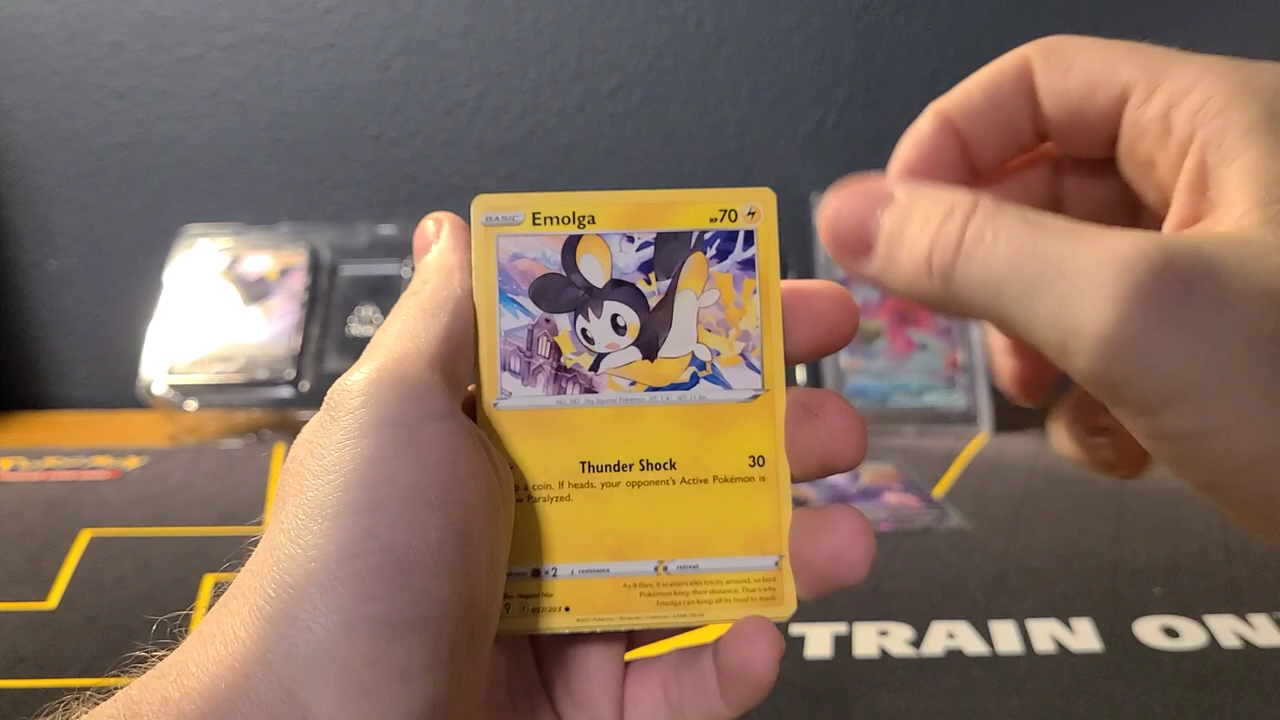 BASIC Emolga HP70
Thunder Shock 30
a coin. If heads, your opponent's Active Pokémon is
Paralyzed.
×2 resistance retreat
As it flies, it scatters electricity around, so bird
Pokémon keep their distance. That's why
Emolga can keep all its food to itself.
057/203
TRAIN ON